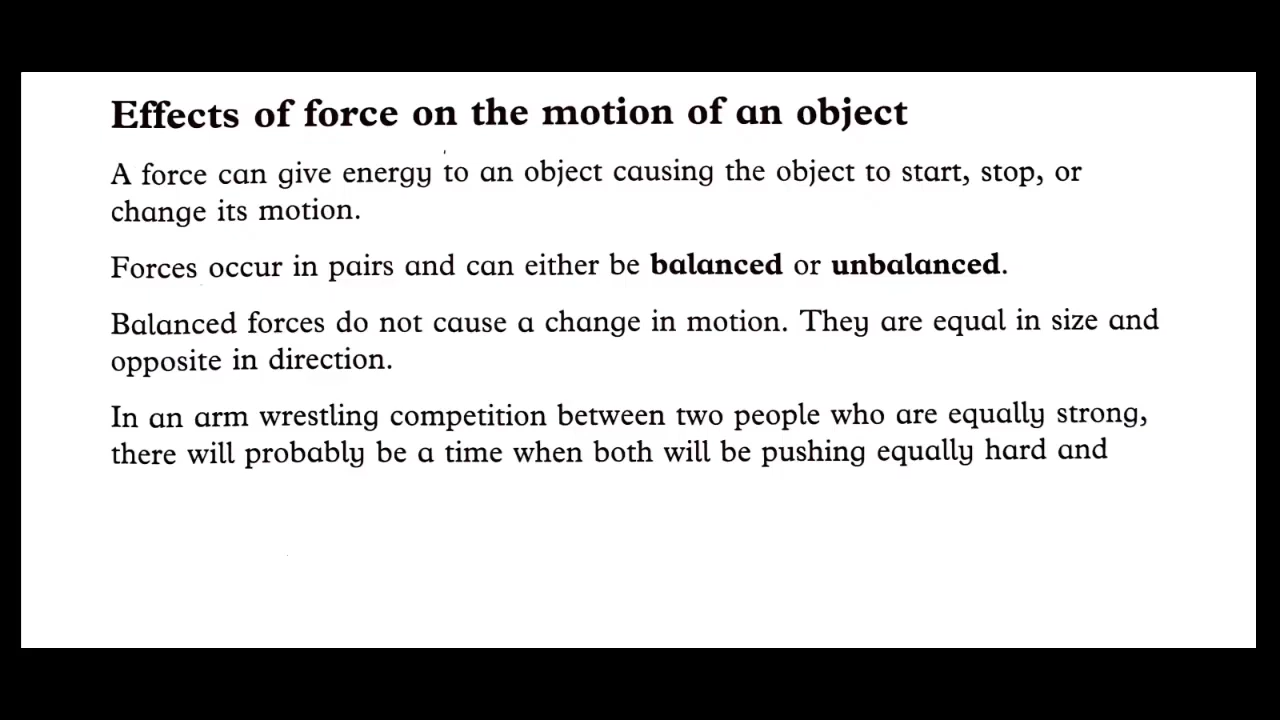 Effects of force on the motion of an object
A force can give energy to an object causing the object to start, stop, or
change its motion.
Forces occur in pairs and can either be balanced or unbalanced.
Balanced forces do not cause a change in motion. They are equal in size and
opposite in direction.
In an arm wrestling competition between two people who are equally strong,
there will probably be a time when both will be pushing equally hard and